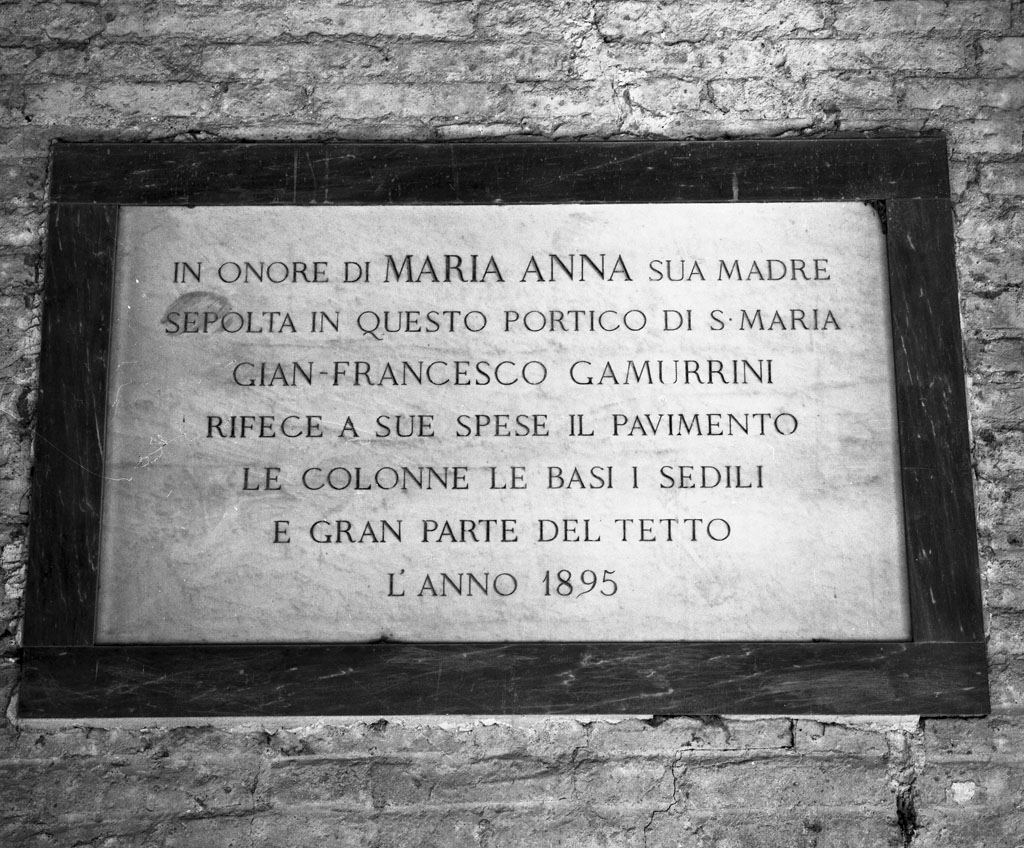 IN ONORE DI MARIA ANNA SUA MADRE
SEPOLTA IN QUESTO PORTICO DI S·MARIA
GIAN-FRANCESCO GAMURRINI
RIFECE A SUE SPESE IL PAVIMENTO
LE COLONNE LE BASI I SEDILI
E GRAN PARTE DEL TETTO
L'ANNO 1895